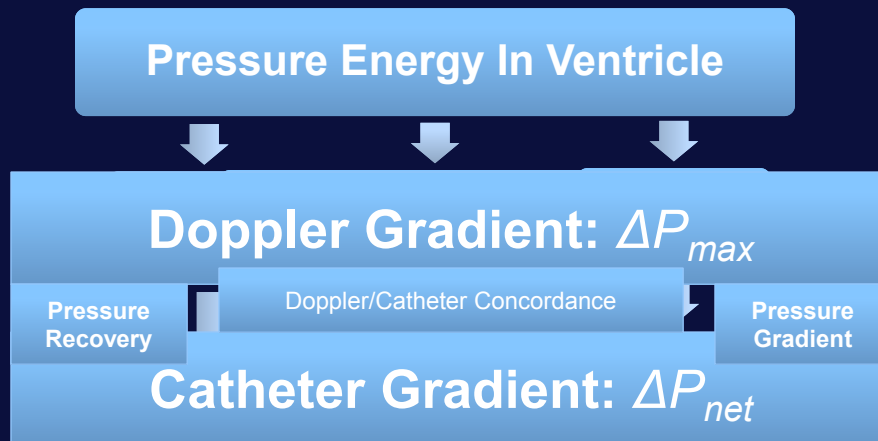 Pressure Energy In Ventricle
Doppler Gradient: ΔPmax
Doppler/Catheter Concordance
Pressure
Recovery
Pressure
Gradient
Catheter Gradient: ΔPnet